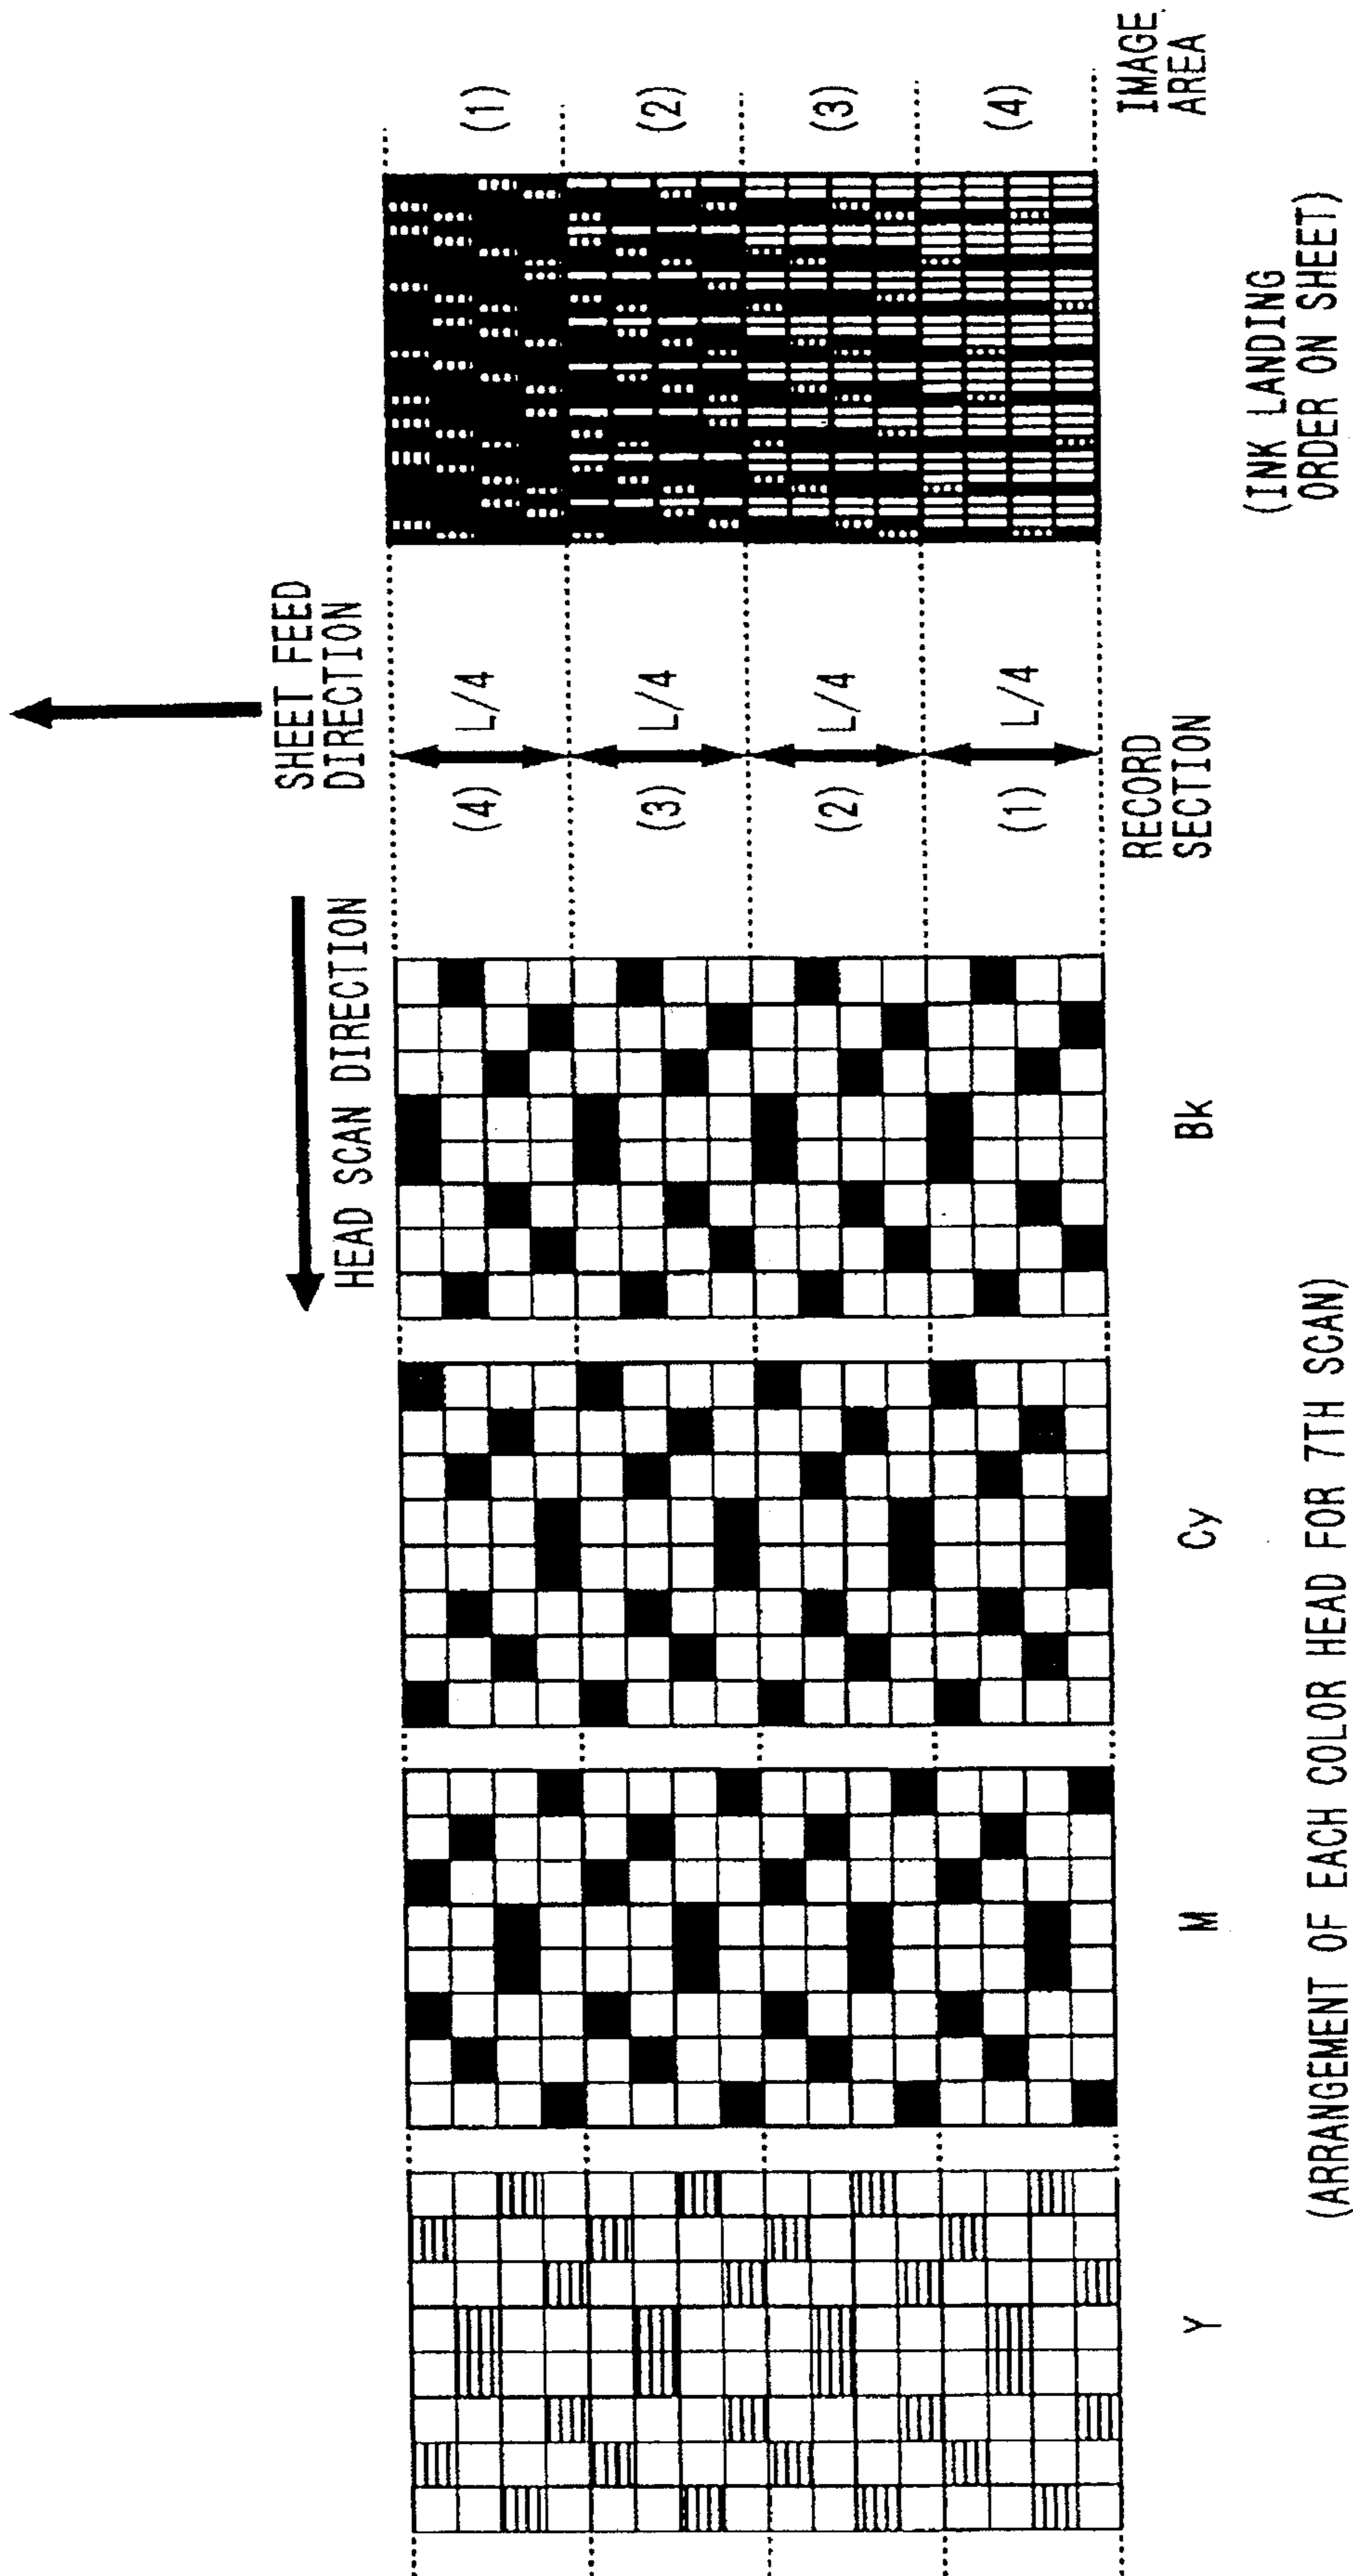 SHEET FEED
DIRECTION
HEAD SCAN DIRECTION
(4) L/4 (1)
(3) L/4 (2)
(2) L/4 (3)
(1) L/4 (4)
RECORD
SECTION
IMAGE
AREA
Y M Cy Bk
(INK LANDING
ORDER ON SHEET)
(ARRANGEMENT OF EACH COLOR HEAD FOR 7TH SCAN)